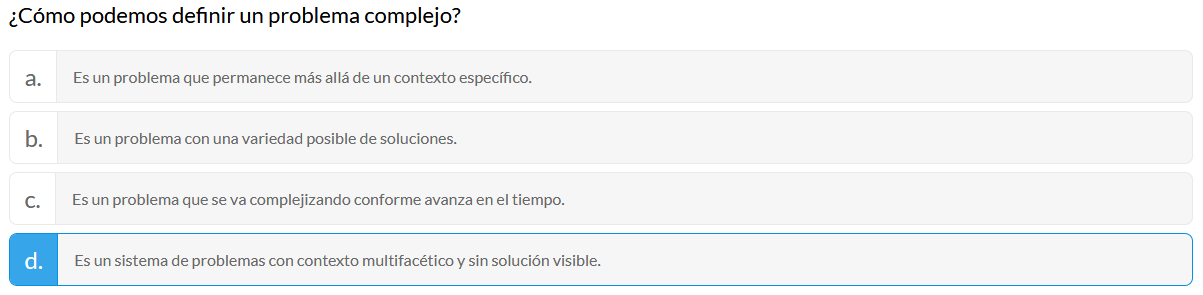 ¿Cómo podemos definir un problema complejo?
a. Es un problema que permanece más allá de un contexto específico.
b. Es un problema con una variedad posible de soluciones.
c. Es un problema que se va complejizando conforme avanza en el tiempo.
d. Es un sistema de problemas con contexto multifacético y sin solución visible.